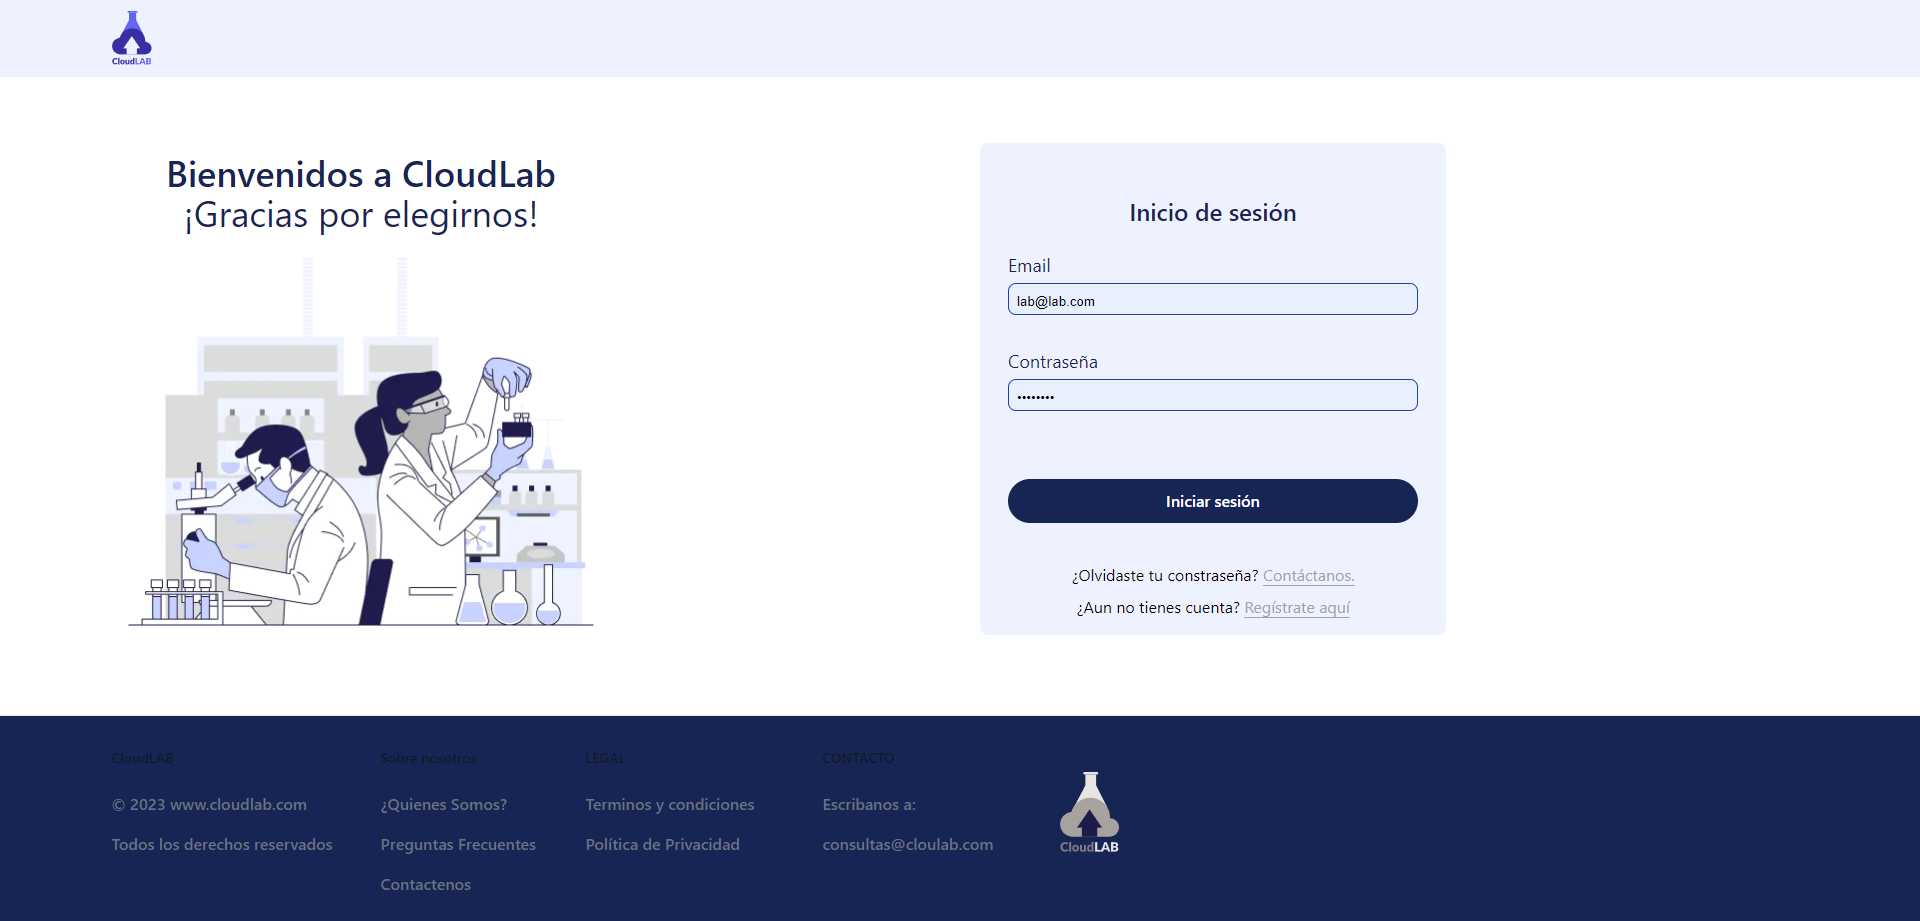 CloudLAB
Bienvenidos a CloudLab
¡Gracias por elegirnos!
Inicio de sesión
Email
lab@lab.com
Contraseña
••••••••
Iniciar sesión
¿Olvidaste tu constraseña? Contáctanos.
¿Aun no tienes cuenta? Regístrate aquí
CloudLAB
© 2023 www.cloudlab.com
Todos los derechos reservados
Sobre nosotros
¿Quienes Somos?
Preguntas Frecuentes
Contactenos
LEGAL
Terminos y condiciones
Política de Privacidad
CONTACTO
Escribanos a:
consultas@cloulab.com
CloudLAB